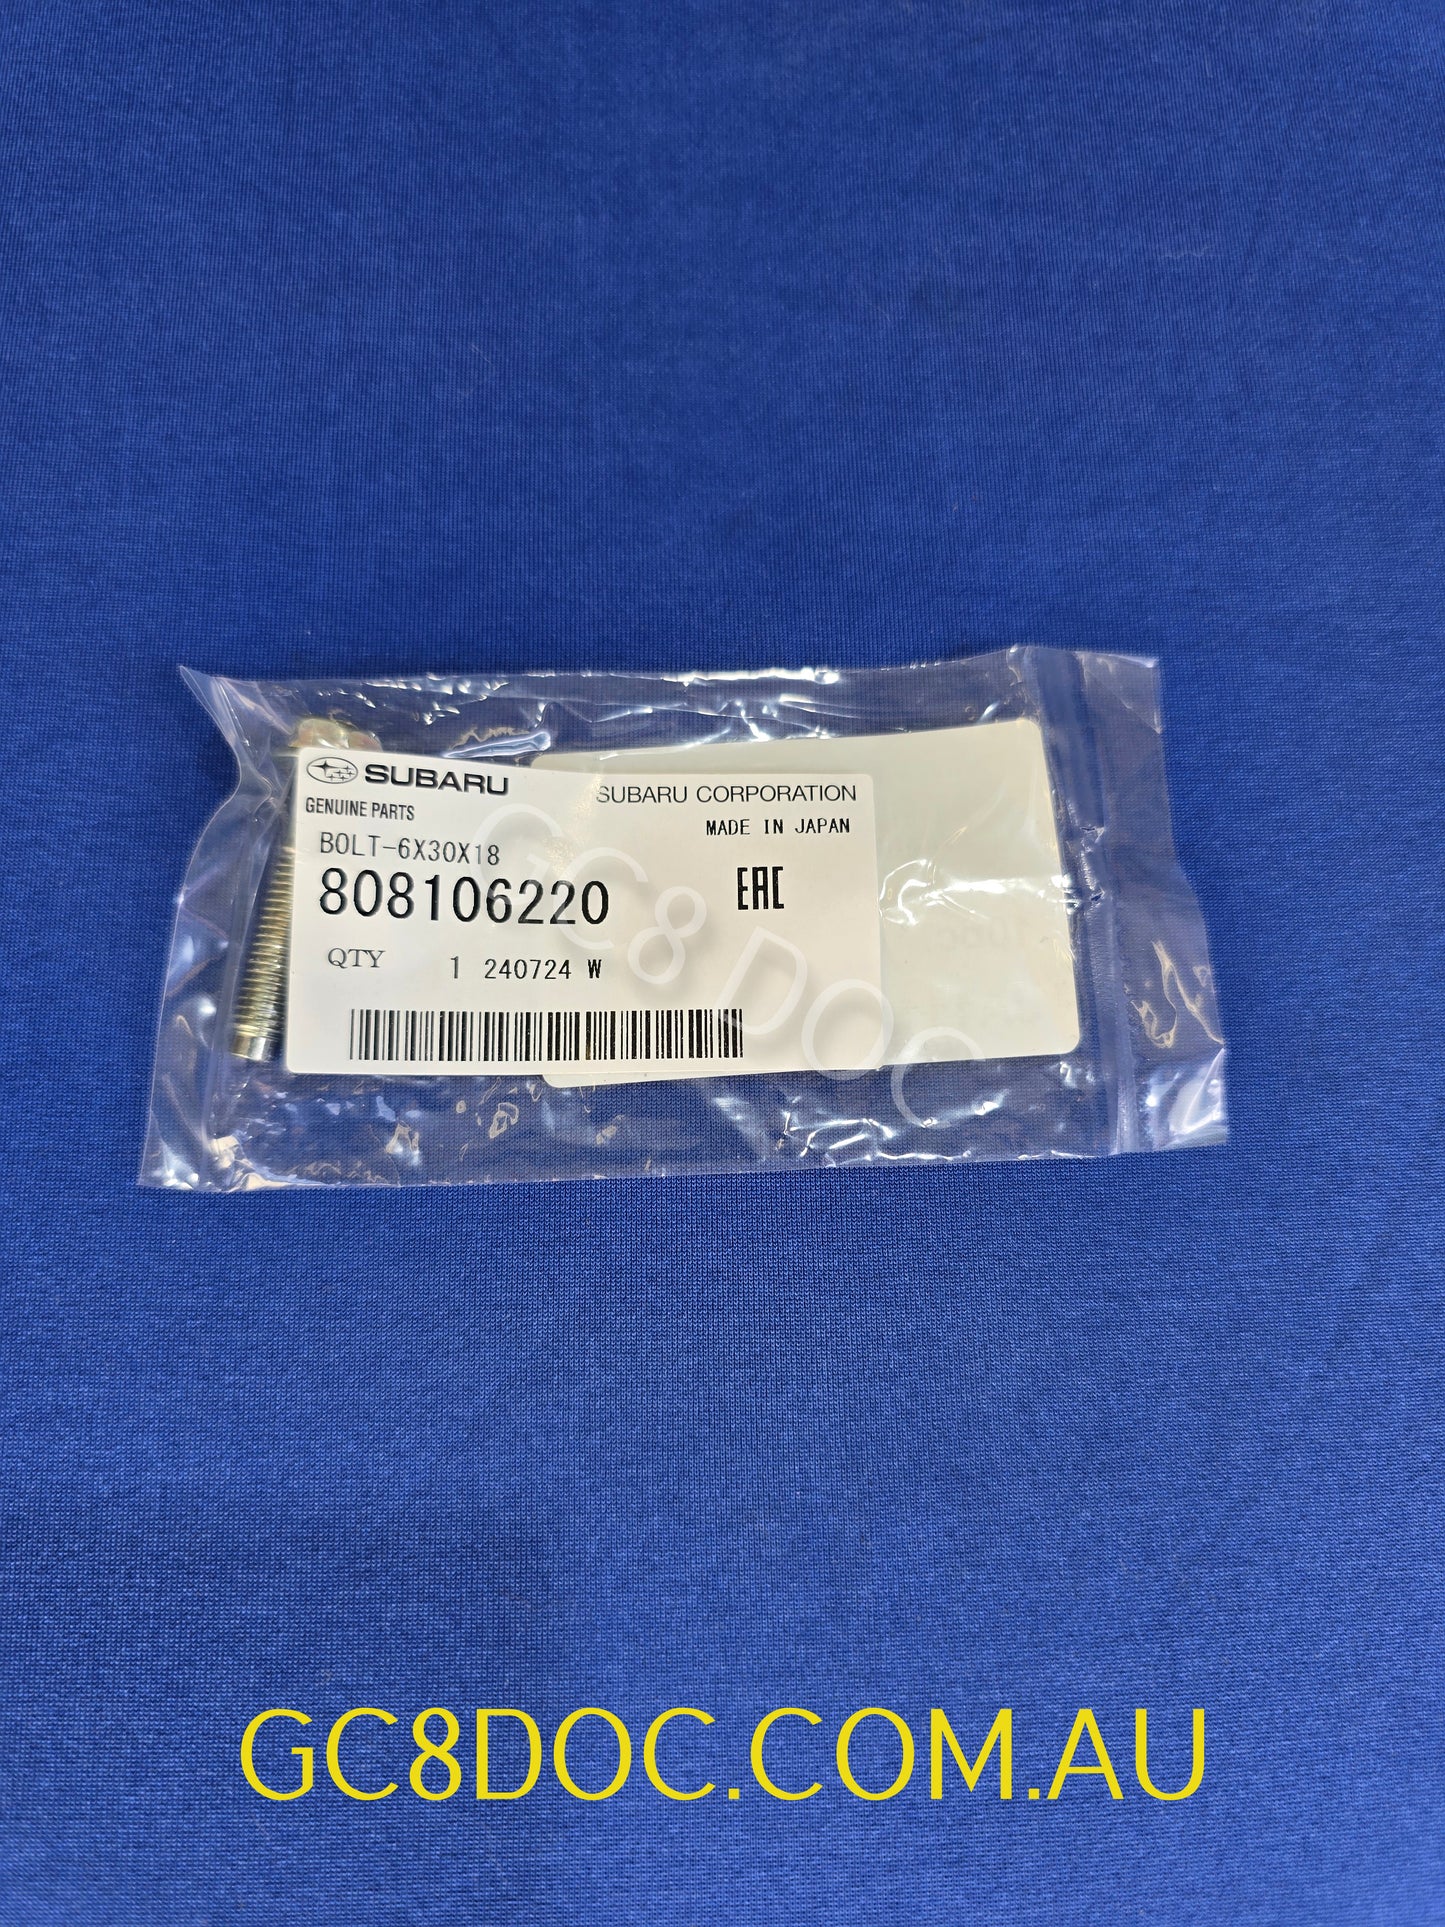 SUBARU
SUBARU CORPORATION
GENUINE PARTS
MADE IN JAPAN
BOLT-6X30X18
808106220
EAC
QTY 1 240724 W
GC8 DOC
GC8DOC.COM.AU